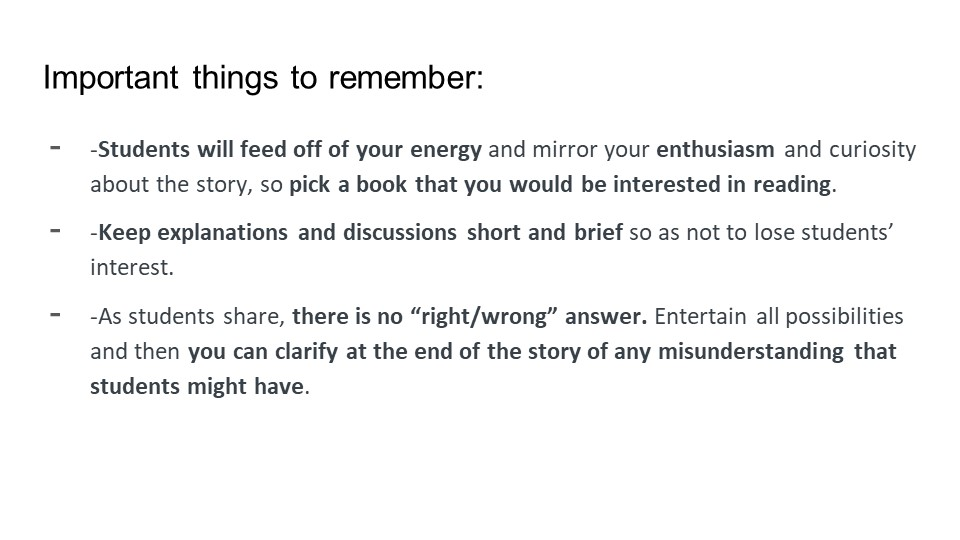 Important things to remember:
- -Students will feed off of your energy and mirror your enthusiasm and curiosity
about the story, so pick a book that you would be interested in reading.
- -Keep explanations and discussions short and brief so as not to lose students’
interest.
- -As students share, there is no “right/wrong” answer. Entertain all possibilities
and then you can clarify at the end of the story of any misunderstanding that
students might have.